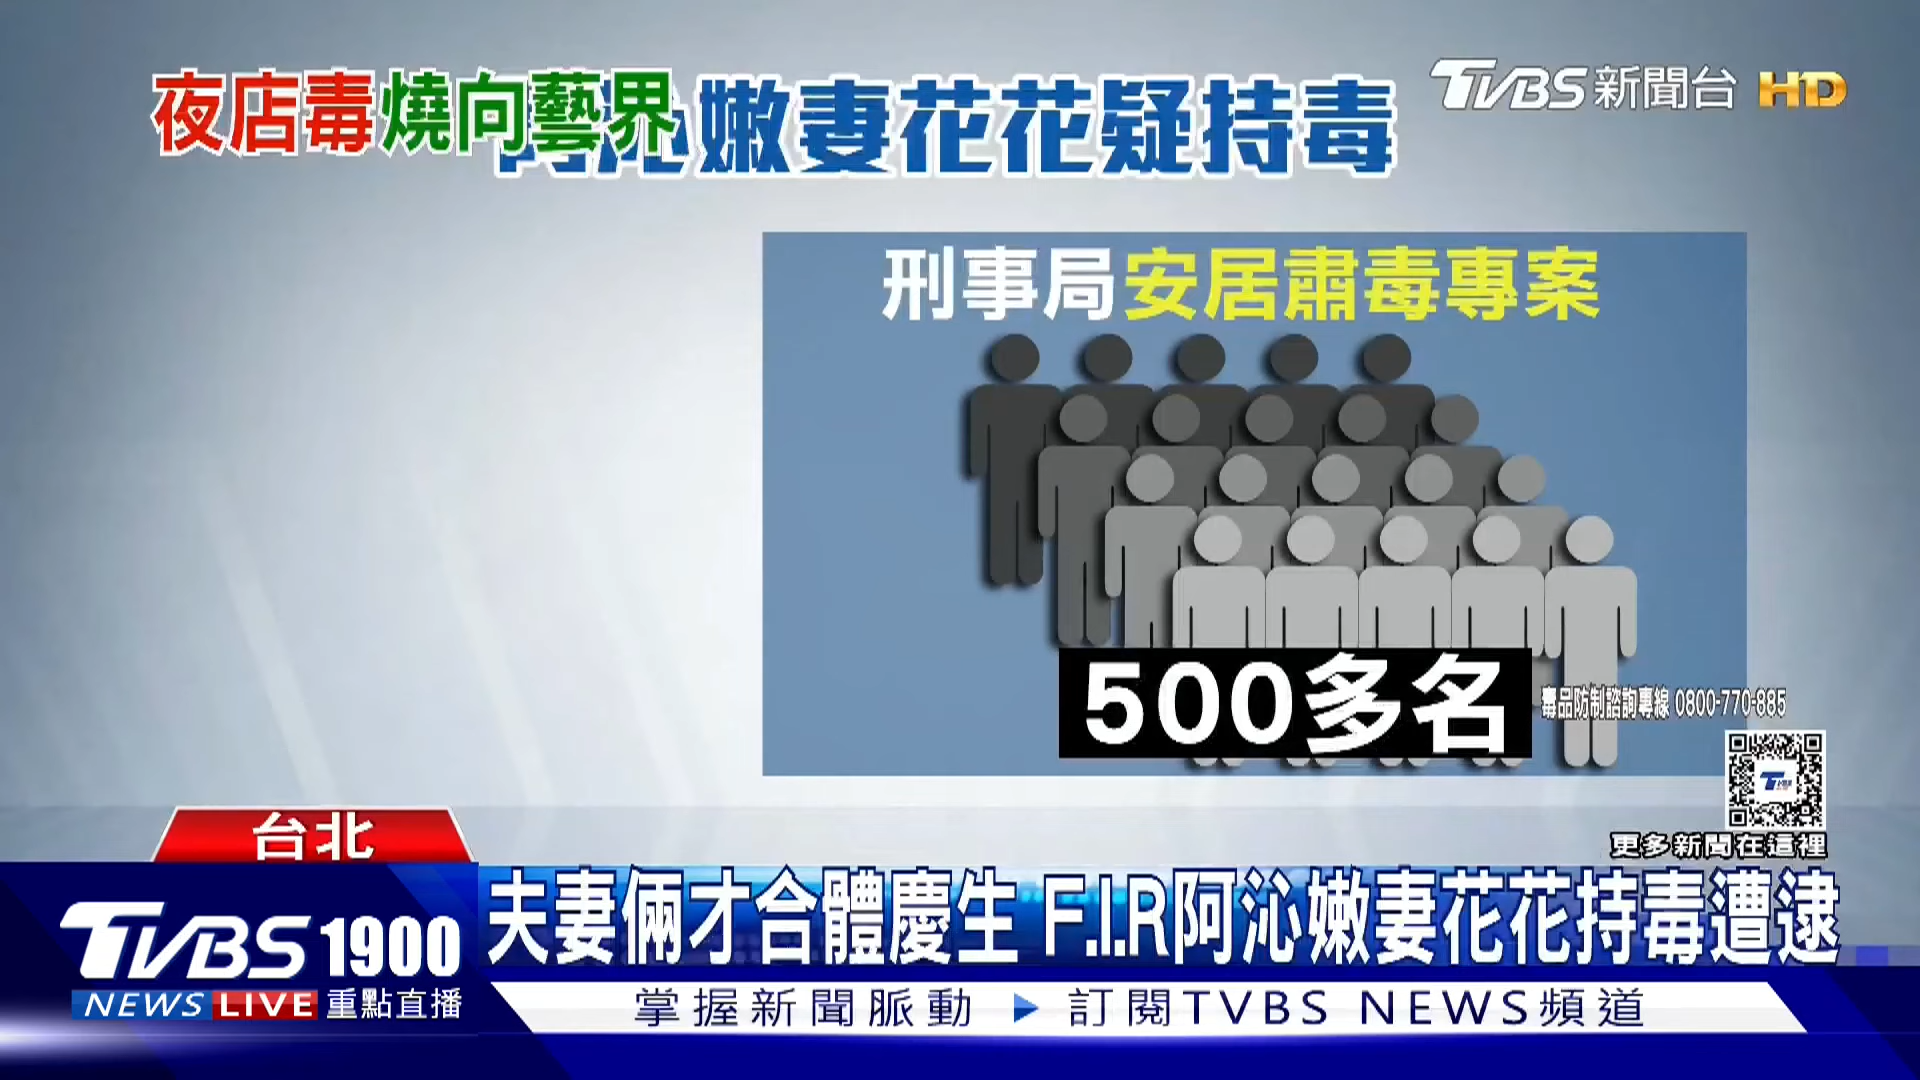 夜店毒燒向藝界
阿沁嫩妻花花疑持毒
TVBS新聞台 HD
刑事局安居肅毒專案
500多名
毒品防制諮詢專線 0800-770-885
更多新聞在這裡
台北
夫妻倆才合體慶生 F.I.R阿沁嫩妻花花持毒遭逮
TVBS 1900
NEWS LIVE 重點直播
掌握新聞脈動 ▶ 訂閱TVBS NEWS頻道